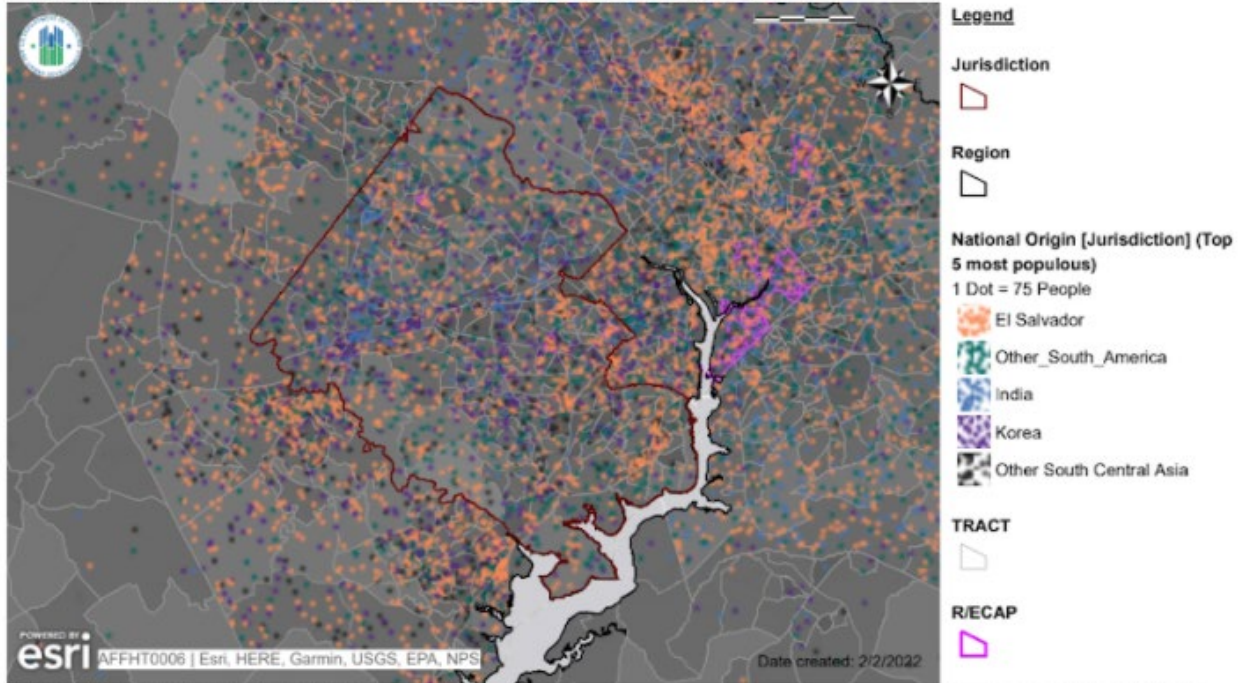 Legend
Jurisdiction
Region
National Origin [Jurisdiction] (Top
5 most populous)
1 Dot = 75 People
El Salvador
Other_South_America
India
Korea
Other South Central Asia
TRACT
R/ECAP
POWERED BY
esri
AFFHT0006 | Esri, HERE, Garmin, USGS, EPA, NPS
Date created: 2/2/2022